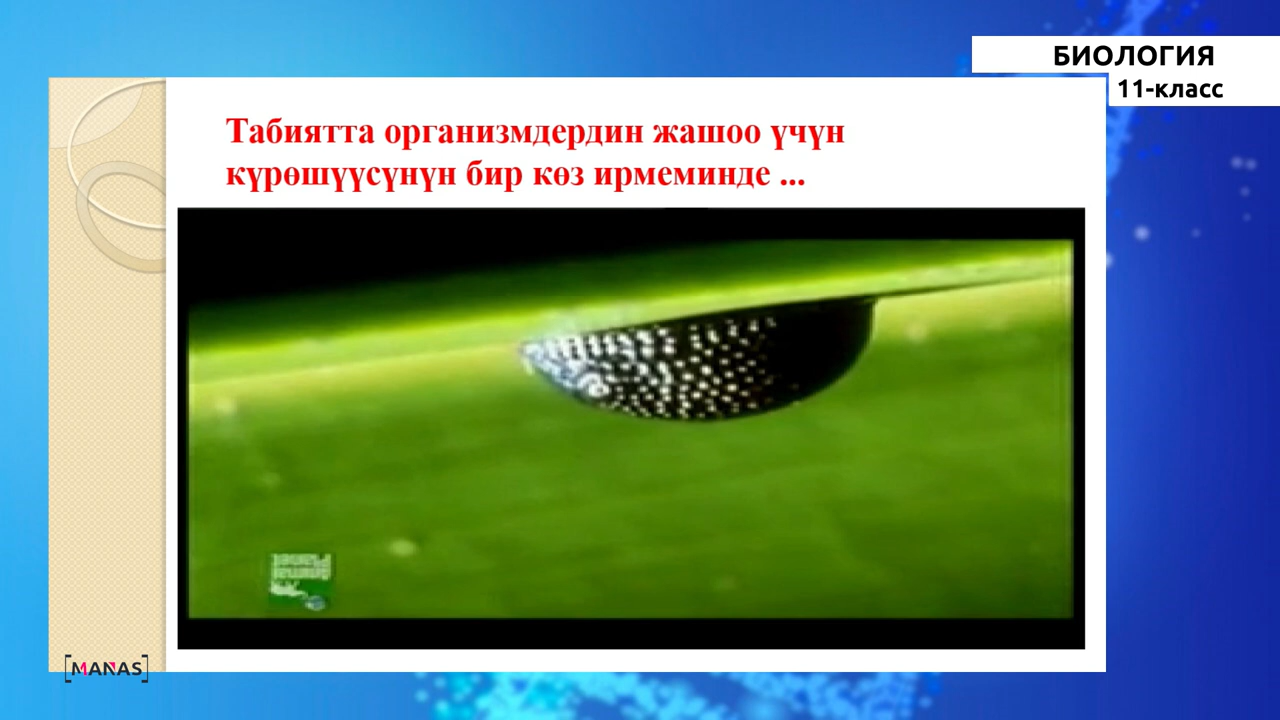 БИОЛОГИЯ
11-класс
Табиятта организмдердин жашоо үчүн
күрөшүүсүнүн бир көз ирмеминде ...
[MANAS]